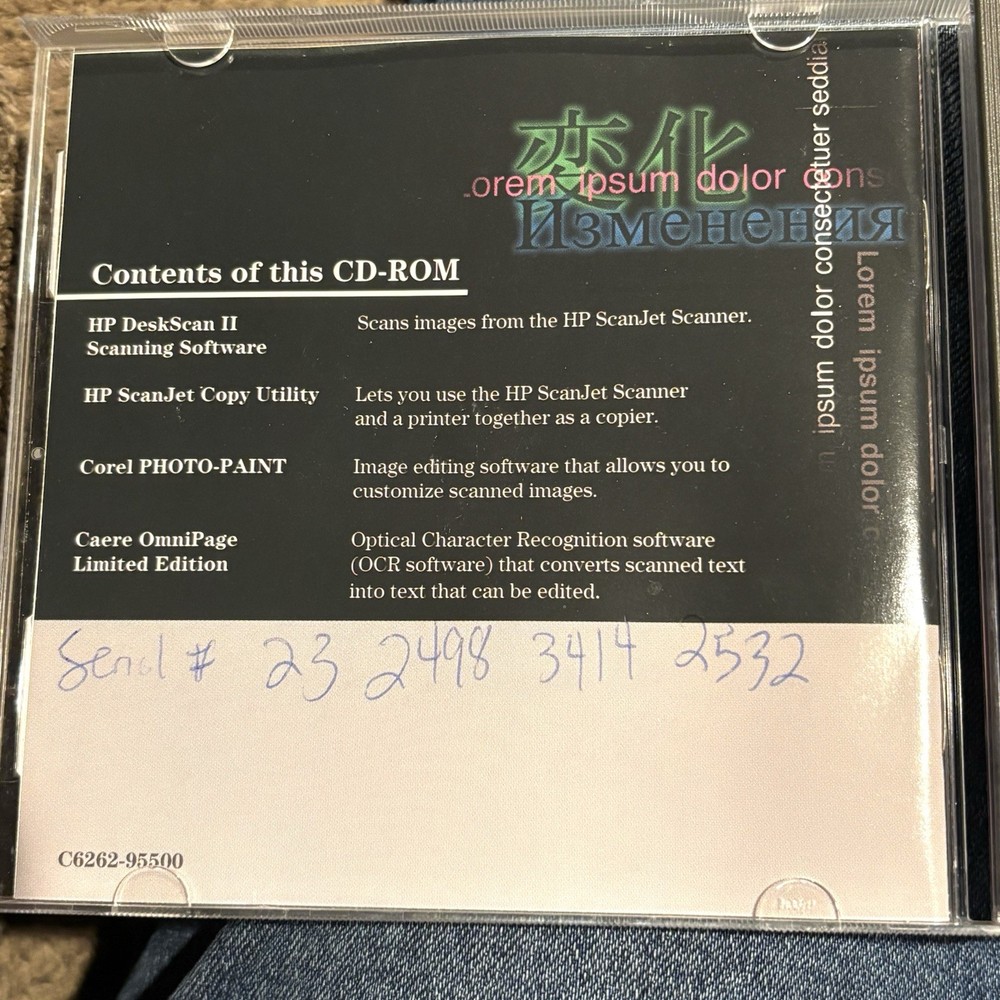 変化
orem ipsum dolor cons
Изменения
ipsum dolor consectetuer seddia
Lorem ipsum dolor c
Contents of this CD-ROM
HP DeskScan II
Scanning Software
Scans images from the HP ScanJet Scanner.
HP ScanJet Copy Utility
Lets you use the HP ScanJet Scanner
and a printer together as a copier.
Corel PHOTO-PAINT
Image editing software that allows you to
customize scanned images.
Caere OmniPage
Limited Edition
Optical Character Recognition software
(OCR software) that converts scanned text
into text that can be edited.
Serial # 23 2498 3414 2532
C6262-95500